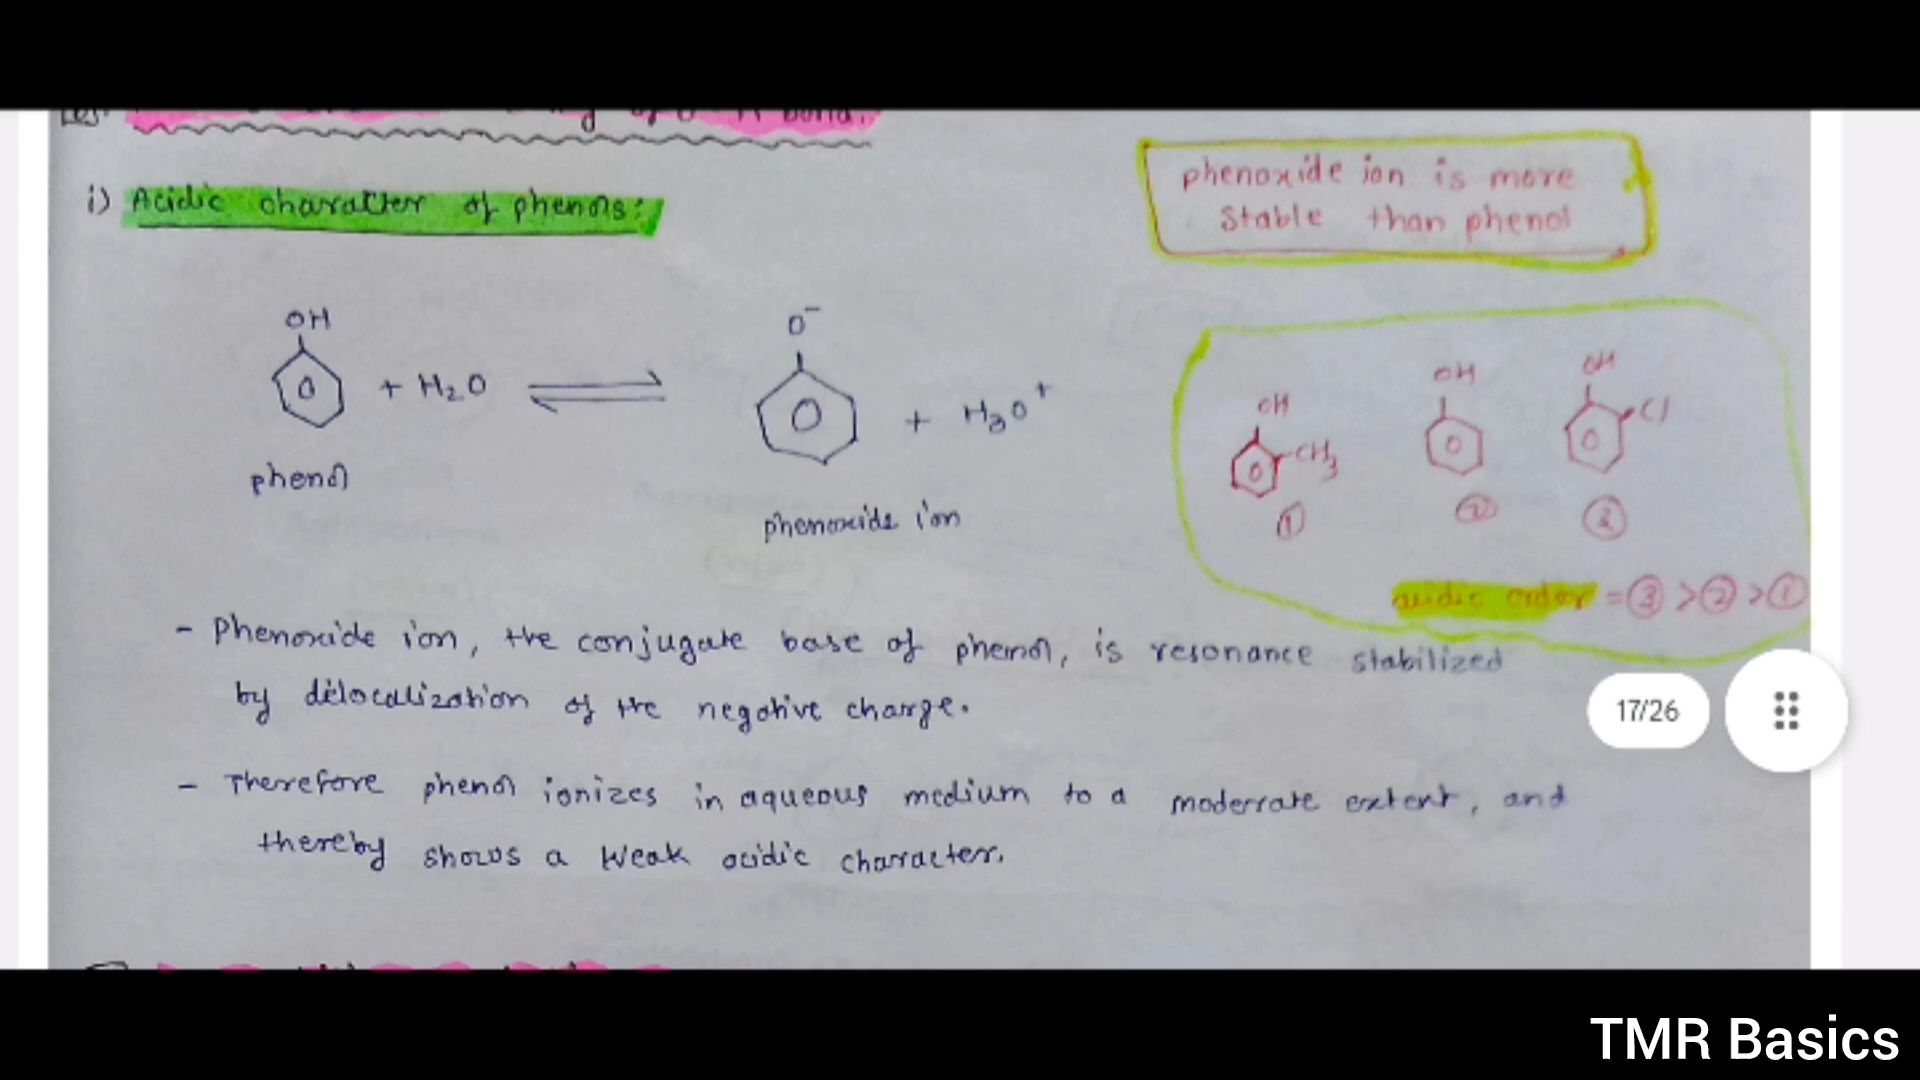 bond.
i) Acidic character of phenols:
phenoxide ion is more
stable than phenol
OH
+ H2O
phenol
O-
+ H3O+
phenoxide ion
OH
CH3
1
OH
2
OH
Cl
3
acidic order = 3 > 2 > 1
- Phenoxide ion, the conjugate base of phenol, is resonance stabilized
by delocalization of the negative charge.
17/26
- Therefore phenol ionizes in aqueous medium to a moderate extent, and
thereby shows a weak acidic character.
TMR Basics